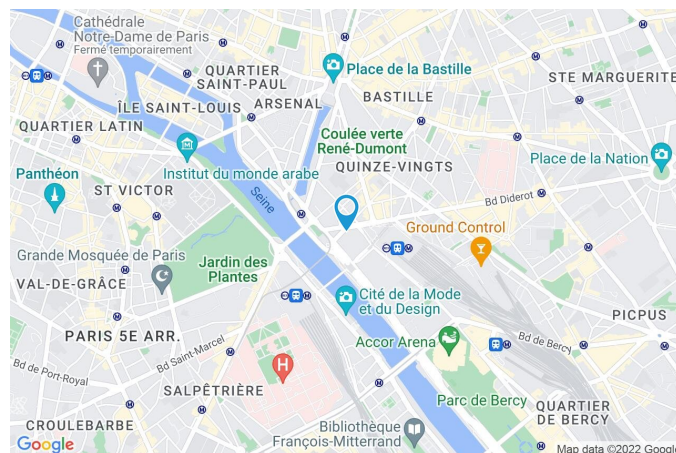 Cathédrale
Notre-Dame de Paris
Fermé temporairement
QUARTIER
SAINT-PAUL
Place de la Bastille
STE MARGUERITE
ÎLE SAINT-LOUIS
ARSENAL
BASTILLE
QUARTIER LATIN
Coulée verte
René-Dumont
QUINZE-VINGTS
Place de la Nation
Panthéon
Institut du monde arabe
ST VICTOR
Seine
Bd Diderot
Ground Control
Grande Mosquée de Paris
Jardin des
Plantes
VAL-DE-GRÂCE
Cité de la Mode
et du Design
PICPUS
PARIS 5E ARR.
Bd Saint-Marcel
Accor Arena
Bd de Bercy
Bd de Port-Royal
H
SALPÊTRIÈRE
Parc de Bercy
QUARTIER
DE BERCY
CROULEBARBE
Bibliothèque
François-Mitterrand
Google
Map data ©2022 Google